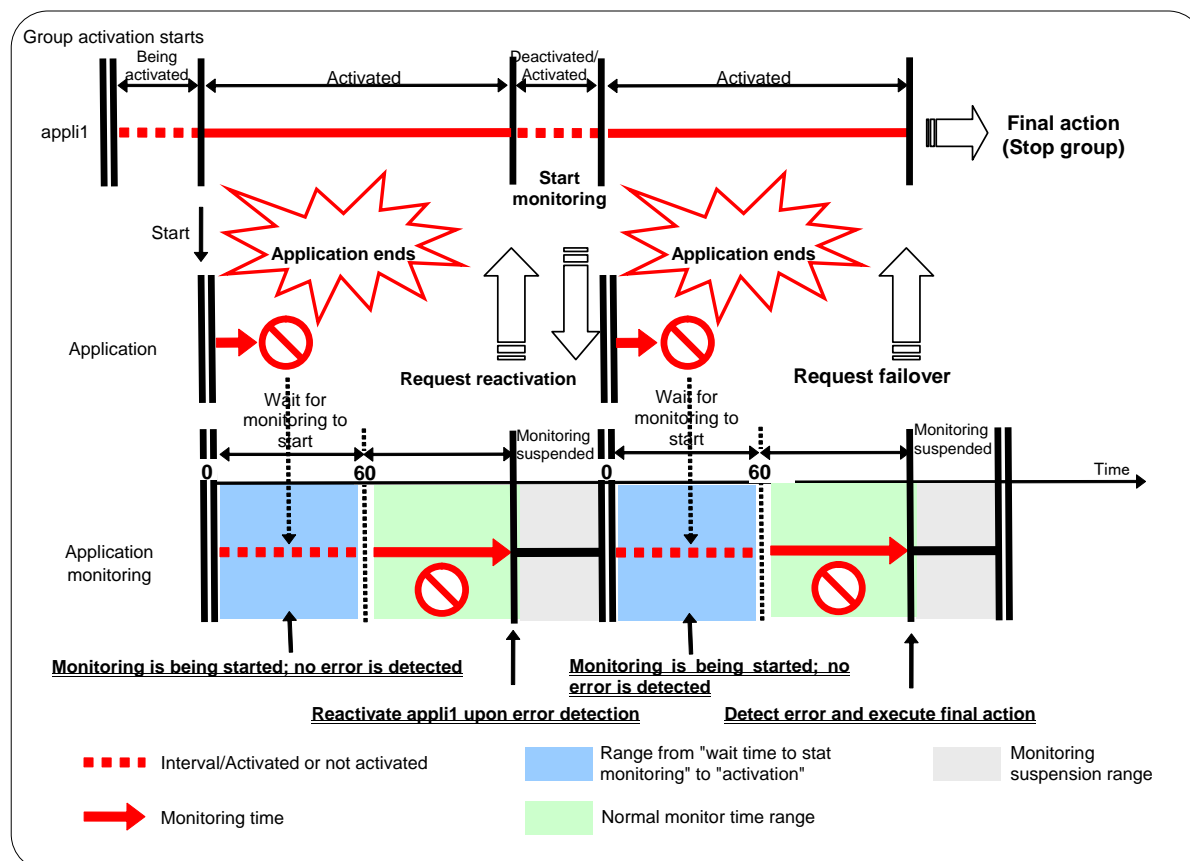 Group activation starts
Being
activated
Activated
Deactivated/
Activated
Activated
appli1
Final action
(Stop group)
Start
monitoring
Start
Application ends
Application ends
Application
Request reactivation
Request failover
Wait for
monitoring to
start
Monitoring
suspended
Wait for
monitoring to
start
Monitoring
suspended
0
60
0
60
Time
Application
monitoring
Monitoring is being started; no error is detected
Monitoring is being started; no
error is detected
Reactivate appli1 upon error detection
Detect error and execute final action
Interval/Activated or not activated
Range from "wait time to stat
monitoring" to "activation"
Monitoring
suspension range
Monitoring time
Normal monitor time range